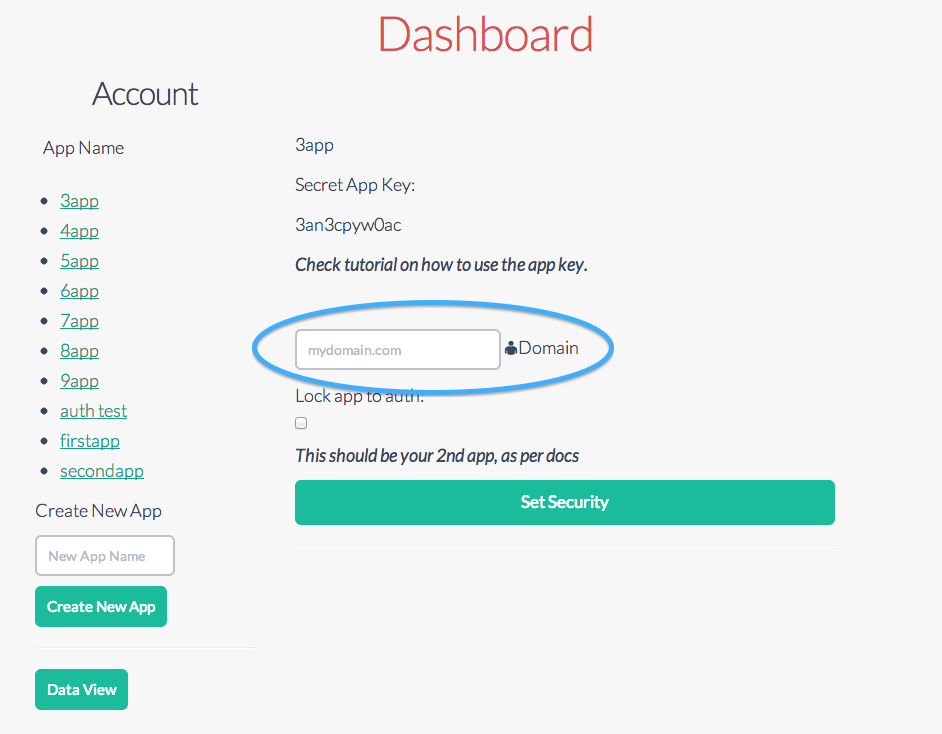 Dashboard
Account
App Name
3app
4app
5app
6app
7app
8app
9app
auth test
firstapp
secondapp
Create New App
New App Name
Create New App
Data View
3app
Secret App Key:
3an3cpyw0ac
Check tutorial on how to use the app key.
mydomain.com Domain
Lock app to auth:
This should be your 2nd app, as per docs
Set Security